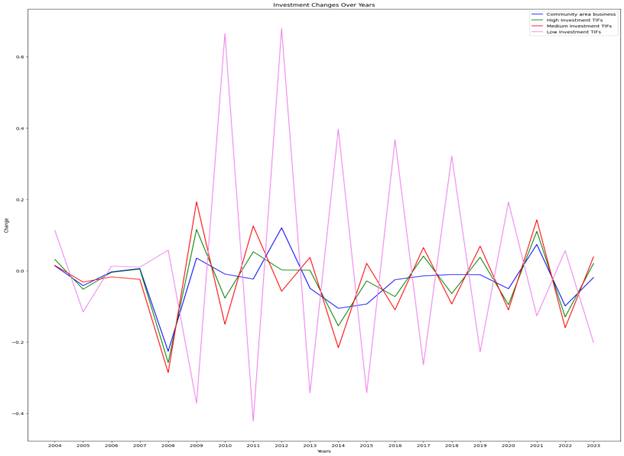 Investment Changes Over Years
Community area business
High Investment TIFs
Medium Investment TIFs
Low Investment TIFs
0.6
0.4
0.2
0.0
−0.2
−0.4
Change
2004 2005 2006 2007 2008 2009 2010 2011 2012 2013 2014 2015 2016 2017 2018 2019 2020 2021 2022 2023
Years